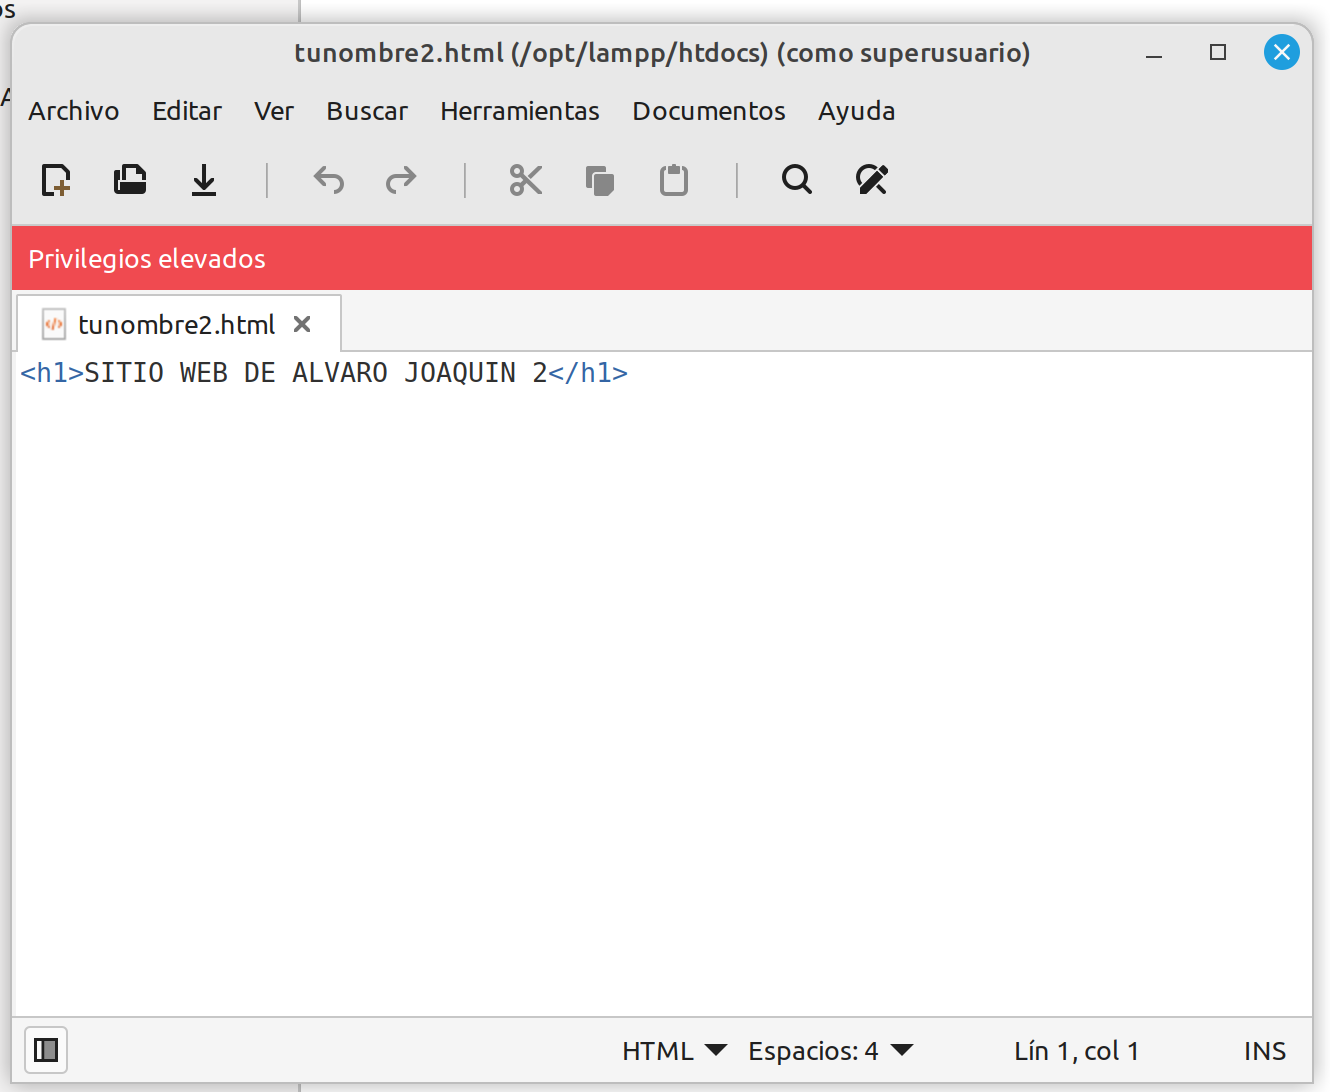 os
tunombre2.html (/opt/lampp/htdocs) (como superusuario)
A
Archivo Editar Ver Buscar Herramientas Documentos Ayuda
Privilegios elevados
tunombre2.html
<h1>SITIO WEB DE ALVARO JOAQUIN 2</h1>
HTML Espacios: 4 Lín 1, col 1 INS